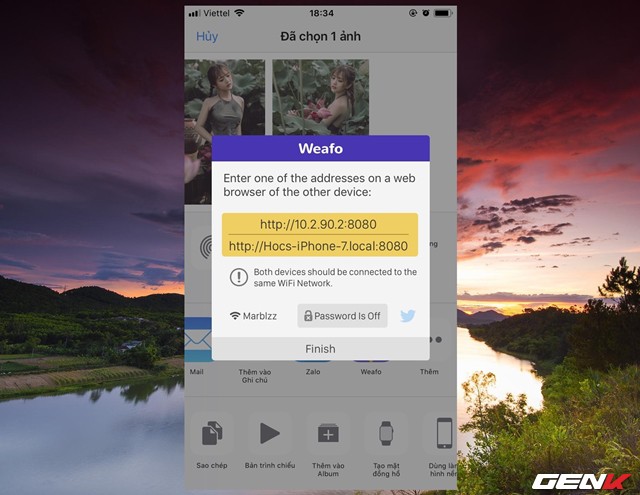 Viettel
18:34
Hủy
Đã chọn 1 ảnh
Weafo
Enter one of the addresses on a web
browser of the other device:
http://10.2.90.2:8080
http://Hocs-iPhone-7.local:8080
Both devices should be connected to the
same WiFi Network.
Marblzz
Password Is Off
Finish
Mail
Thêm vào
Ghi chú
Zalo
Weafo
Thêm
Sao chép
Bản trình chiếu
Thêm vào
Album
Tạo mặt
đồng hồ
Dùng làm
hình nền
GENK